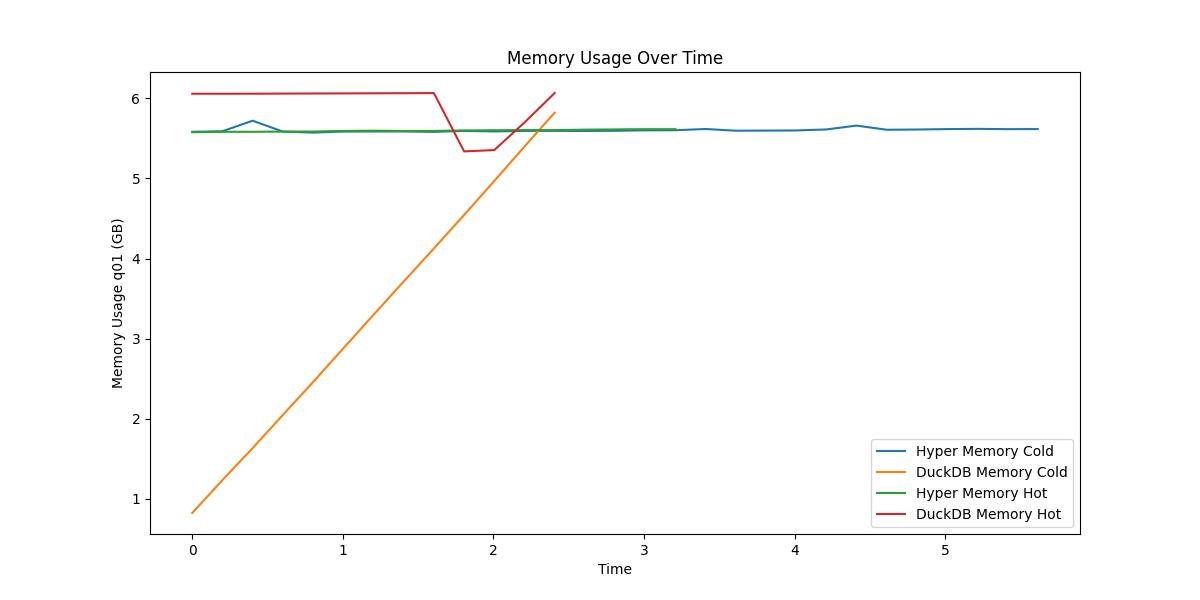 Memory Usage Over Time
Memory Usage q01 (GB)
6
5
4
3
2
1
0 1 2 3 4 5
Time
Hyper Memory Cold
DuckDB Memory Cold
Hyper Memory Hot
DuckDB Memory Hot